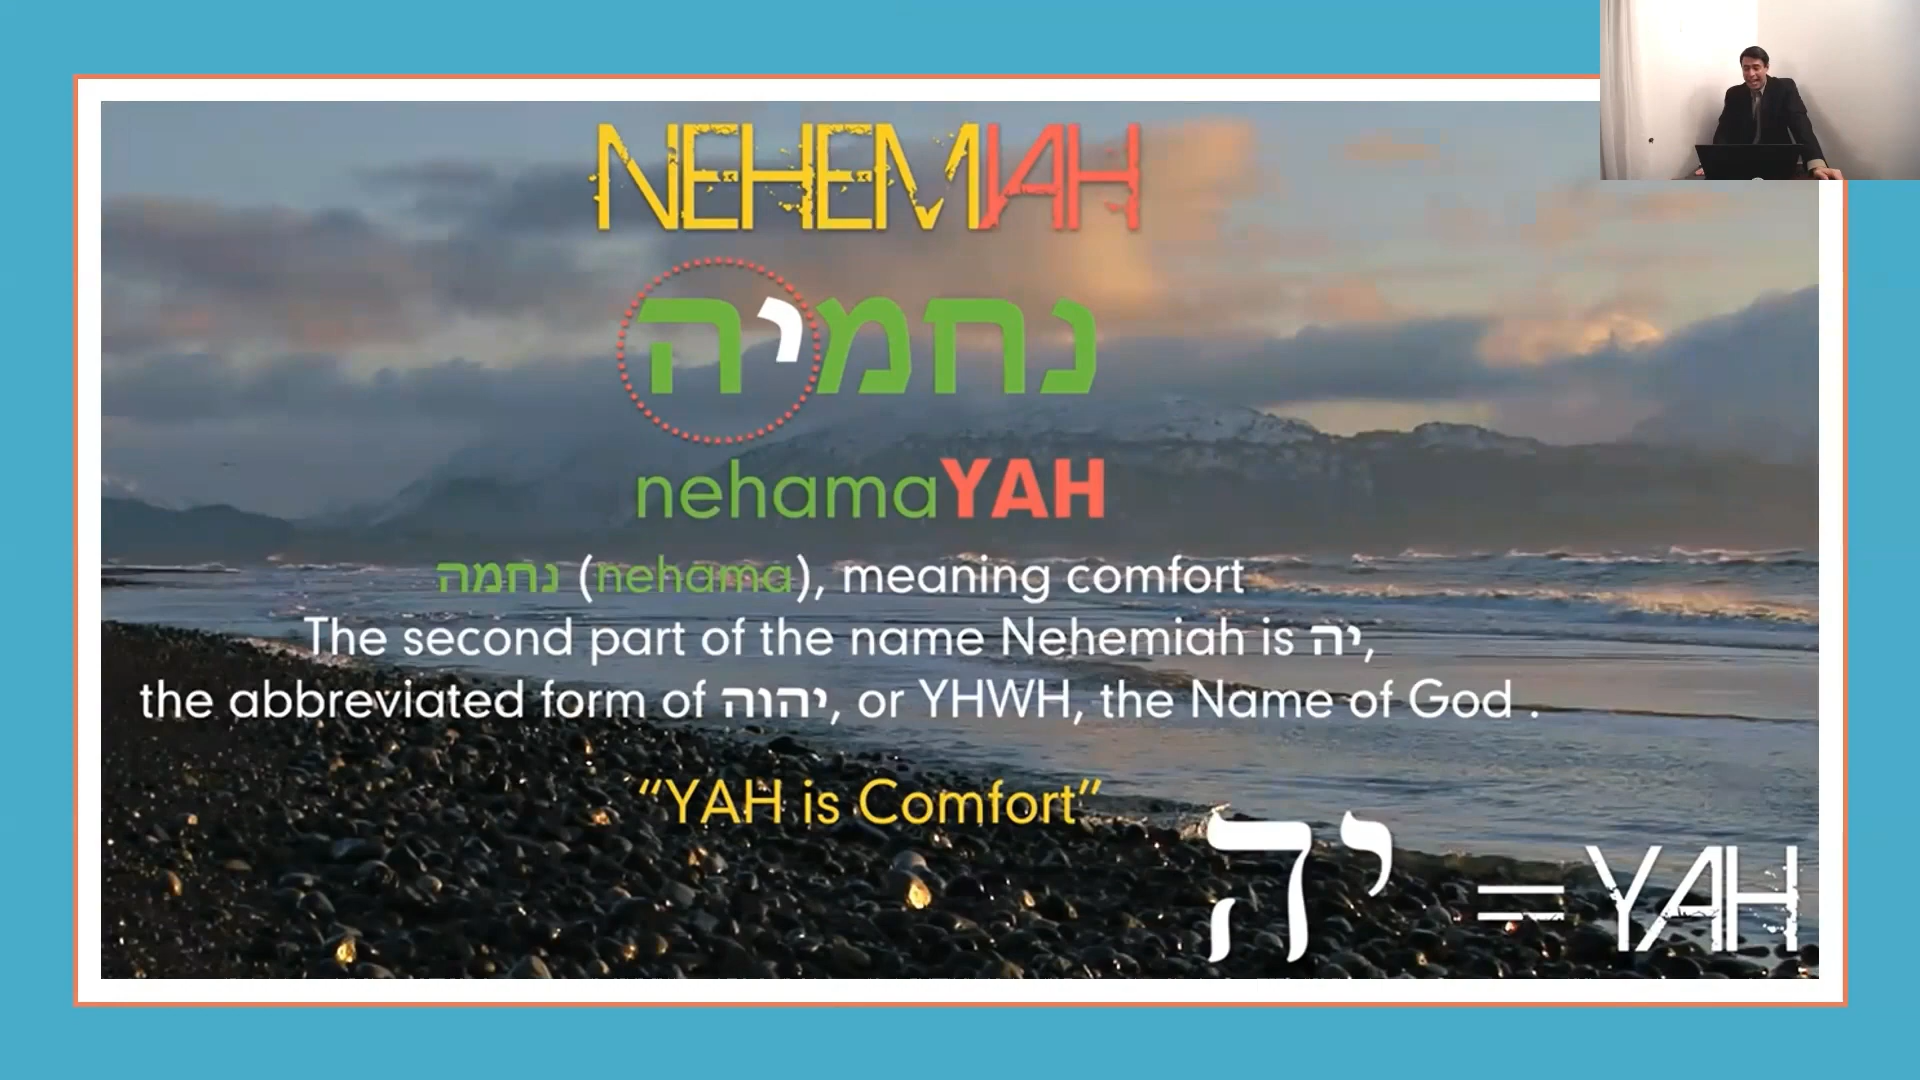 NEHEMIAH
נחמיה
nehamaYAH
נחמה (nehama), meaning comfort
The second part of the name Nehemiah is יה,
the abbreviated form of יהוה, or YHWH, the Name of God .
“YAH is Comfort”
יה = YAH